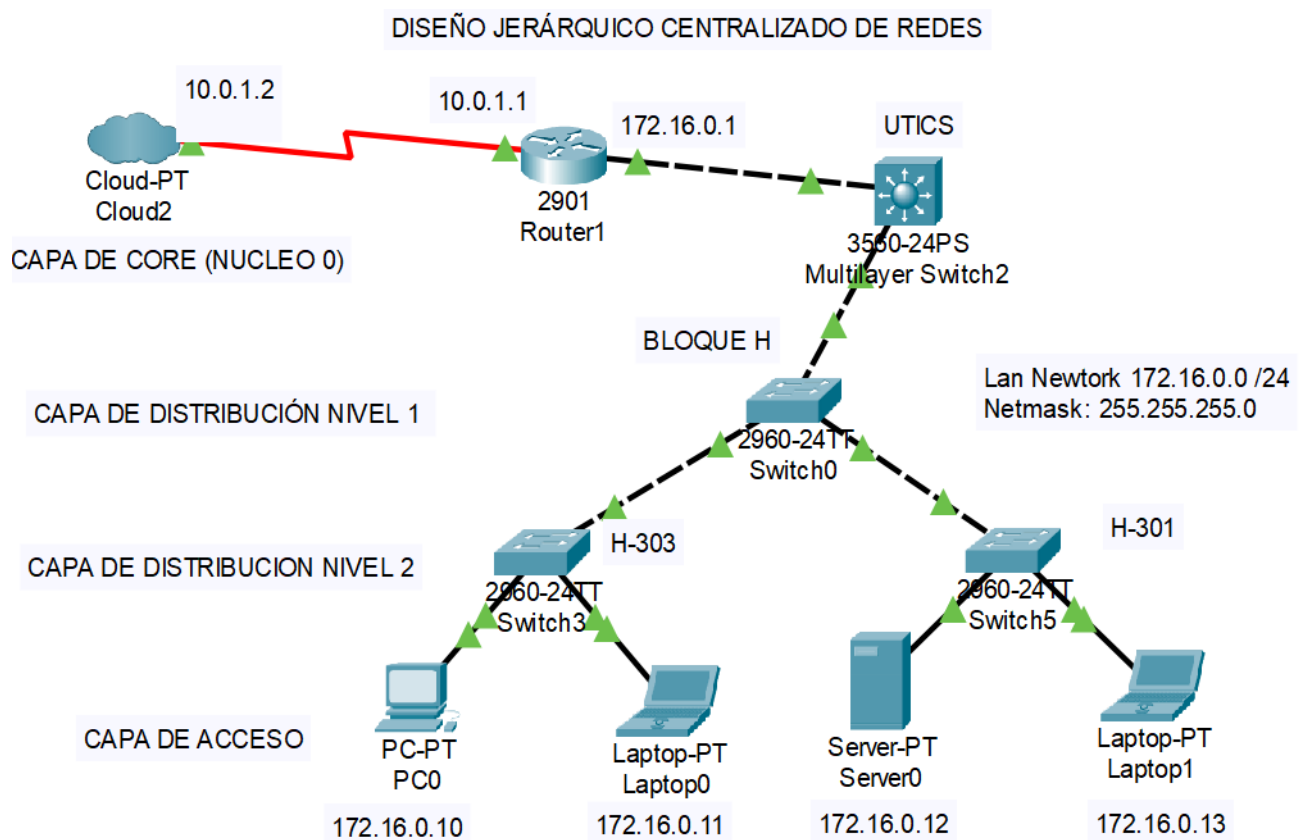 DISEÑO JERÁRQUICO CENTRALIZADO DE REDES
10.0.1.2
10.0.1.1
172.16.0.1
UTICS
Cloud-PT
Cloud2
2901
Router1
3560-24PS
Multilayer Switch2
CAPA DE CORE (NUCLEO 0)
BLOQUE H
Lan Newtork 172.16.0.0 /24
Netmask: 255.255.255.0
CAPA DE DISTRIBUCIÓN NIVEL 1
2960-24TT
Switch0
H-303
H-301
CAPA DE DISTRIBUCION NIVEL 2
2960-24TT
Switch3
2960-24TT
Switch5
CAPA DE ACCESO
PC-PT
PC0
Laptop-PT
Laptop0
Server-PT
Server0
Laptop-PT
Laptop1
172.16.0.10
172.16.0.11
172.16.0.12
172.16.0.13